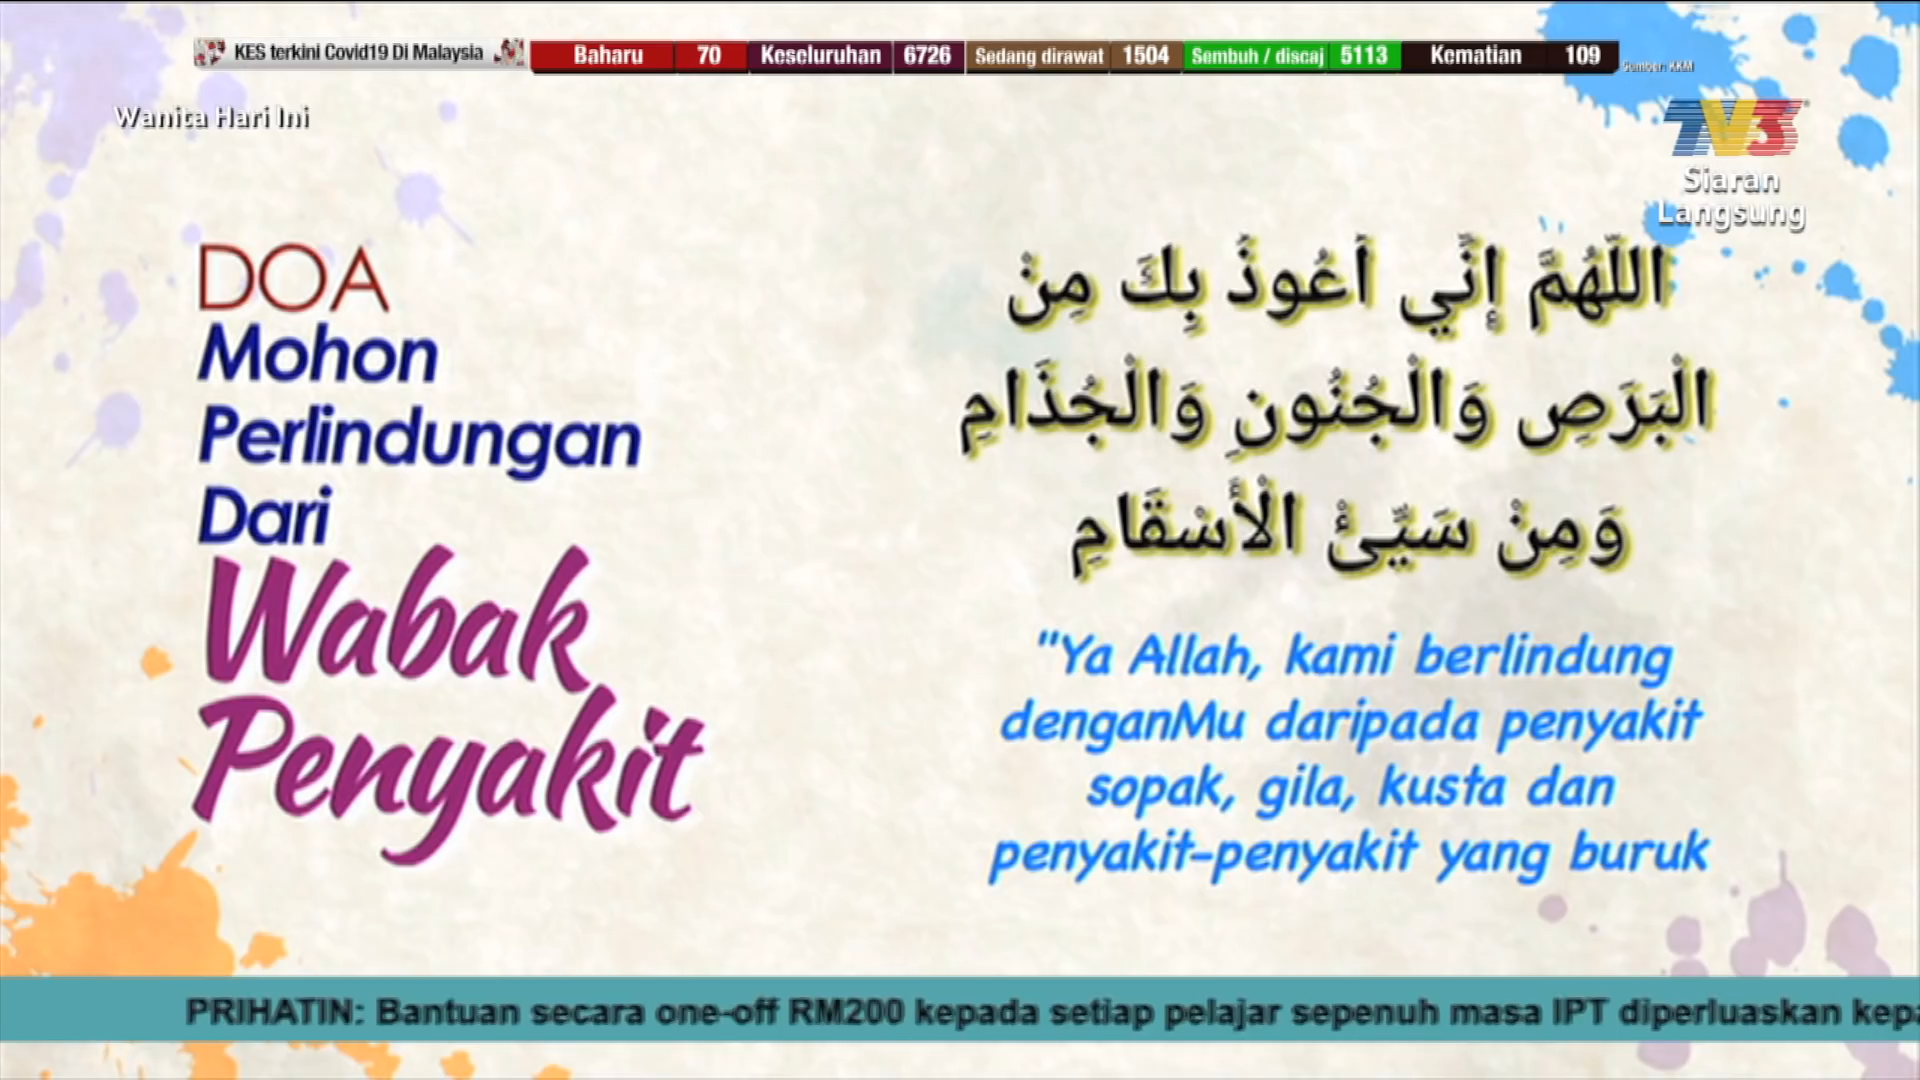 KES terkini Covid19 Di Malaysia Baharu 70 Keseluruhan 6726 Sedang dirawat 1504 Sembuh / discaj 5113 Kematian 109
Sumber: KKM
Wanita Hari Ini
TV3
Siaran
Langsung
DOA
Mohon
Perlindungan
Dari
Wabak
Penyakit
اللّهُمَّ إِنَّي أَعُوذَ بِكَ مِنْ
الْبَرَصِ وَالْجُنُونِ وَالْجُذَامِ
وَمِنْ سَيِّئْ الْأَسْقَامِ
"Ya Allah, kami berlindung
denganMu daripada penyakit
sopak, gila, kusta dan
penyakit-penyakit yang buruk
PRIHATIN: Bantuan secara one-off RM200 kepada setiap pelajar sepenuh masa IPT diperluaskan kepa